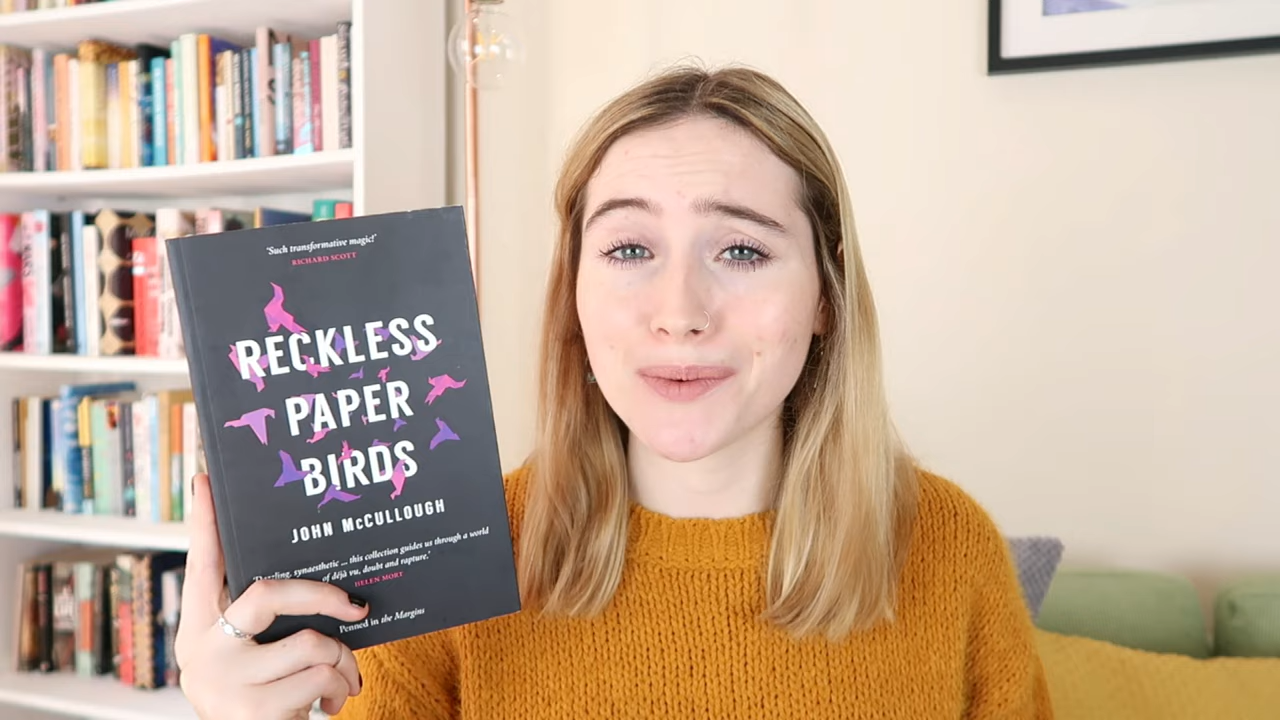 'Such transformative magic!'
RICHARD SCOTT
RECKLESS
PAPER
BIRDS
JOHN McCULLOUGH
'Dazzling, synaesthetic ... this collection guides us through a world
of déjà vu, doubt and rapture.'
HELEN MORT
Penned in the Margins